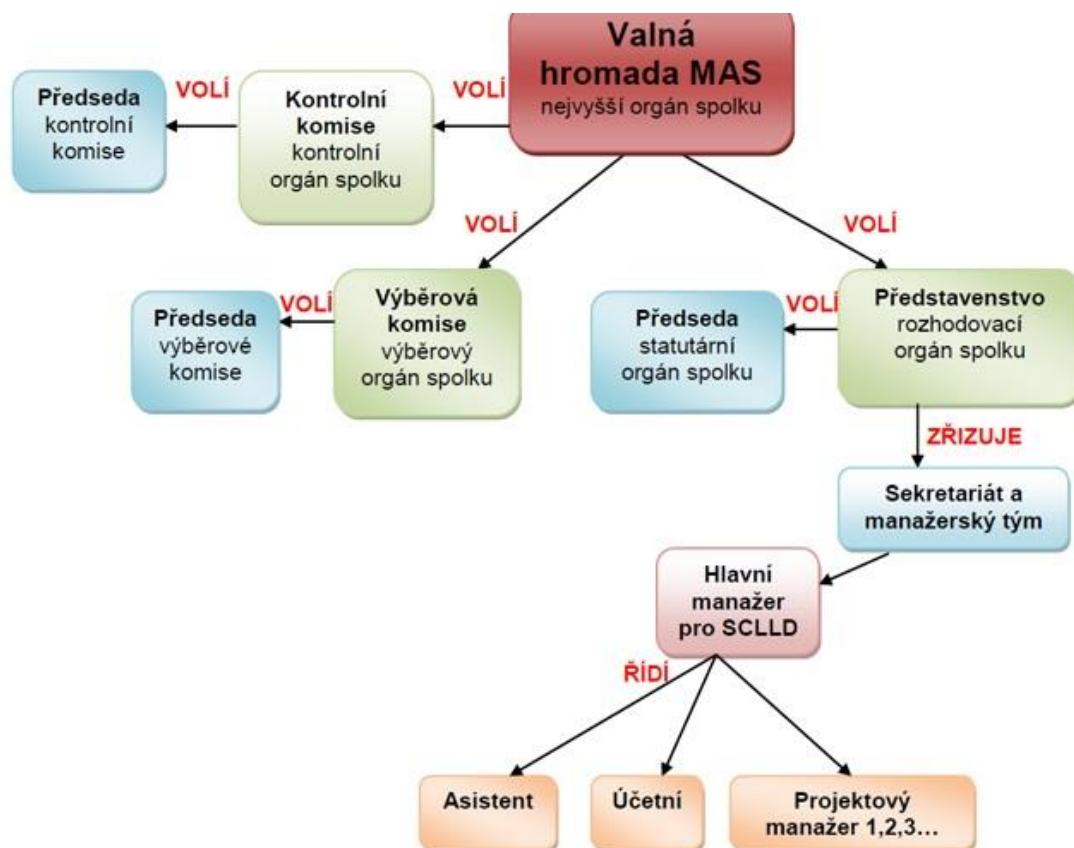 Valná
hromada MAS
nejvyšší orgán spolku
VOLÍ
Kontrolní
komise
kontrolní
orgán spolku
VOLÍ
Předseda
kontrolní
komise
VOLÍ
VOLÍ
Výběrová
komise
výběrový
orgán spolku
VOLÍ
Předseda
výběrové
komise
Představenstvo
rozhodovací
orgán spolku
VOLÍ
Předseda
statutární
orgán spolku
ZŘIZUJE
Sekretariát a
manažerský tým
Hlavní
manažer
pro SCLLD
ŘÍDÍ
Asistent
Účetní
Projektový
manažer 1,2,3...